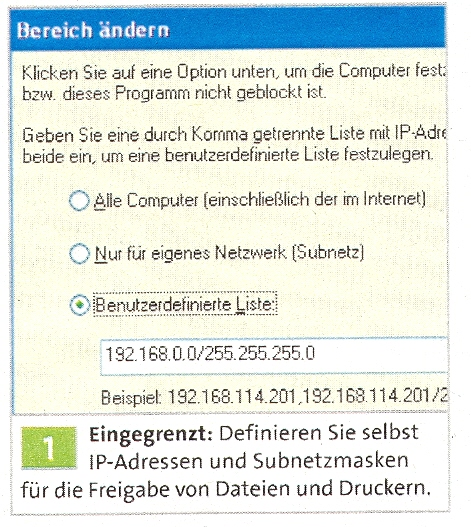 Bereich ändern
Klicken Sie auf eine Option unten, um die Computer
bzw. dieses Programm nicht geblockt ist.
Geben Sie eine durch Komma getrennte Liste mit
beide ein, um eine benutzerdefinierte Liste festzulegen.
Alle Computer (einschließlich der im Internet)
Nur für eigenes Netzwerk (Subnetz)
Benutzerdefinierte Liste:
192.168.0.0/255.255.255.0
Beispiel: 192.168.114.201,192.168.114.201/2
1 Eingegrenzt: Definieren Sie selbst
IP-Adressen und Subnetzmasken
für die Freigabe von Dateien und Druckern.